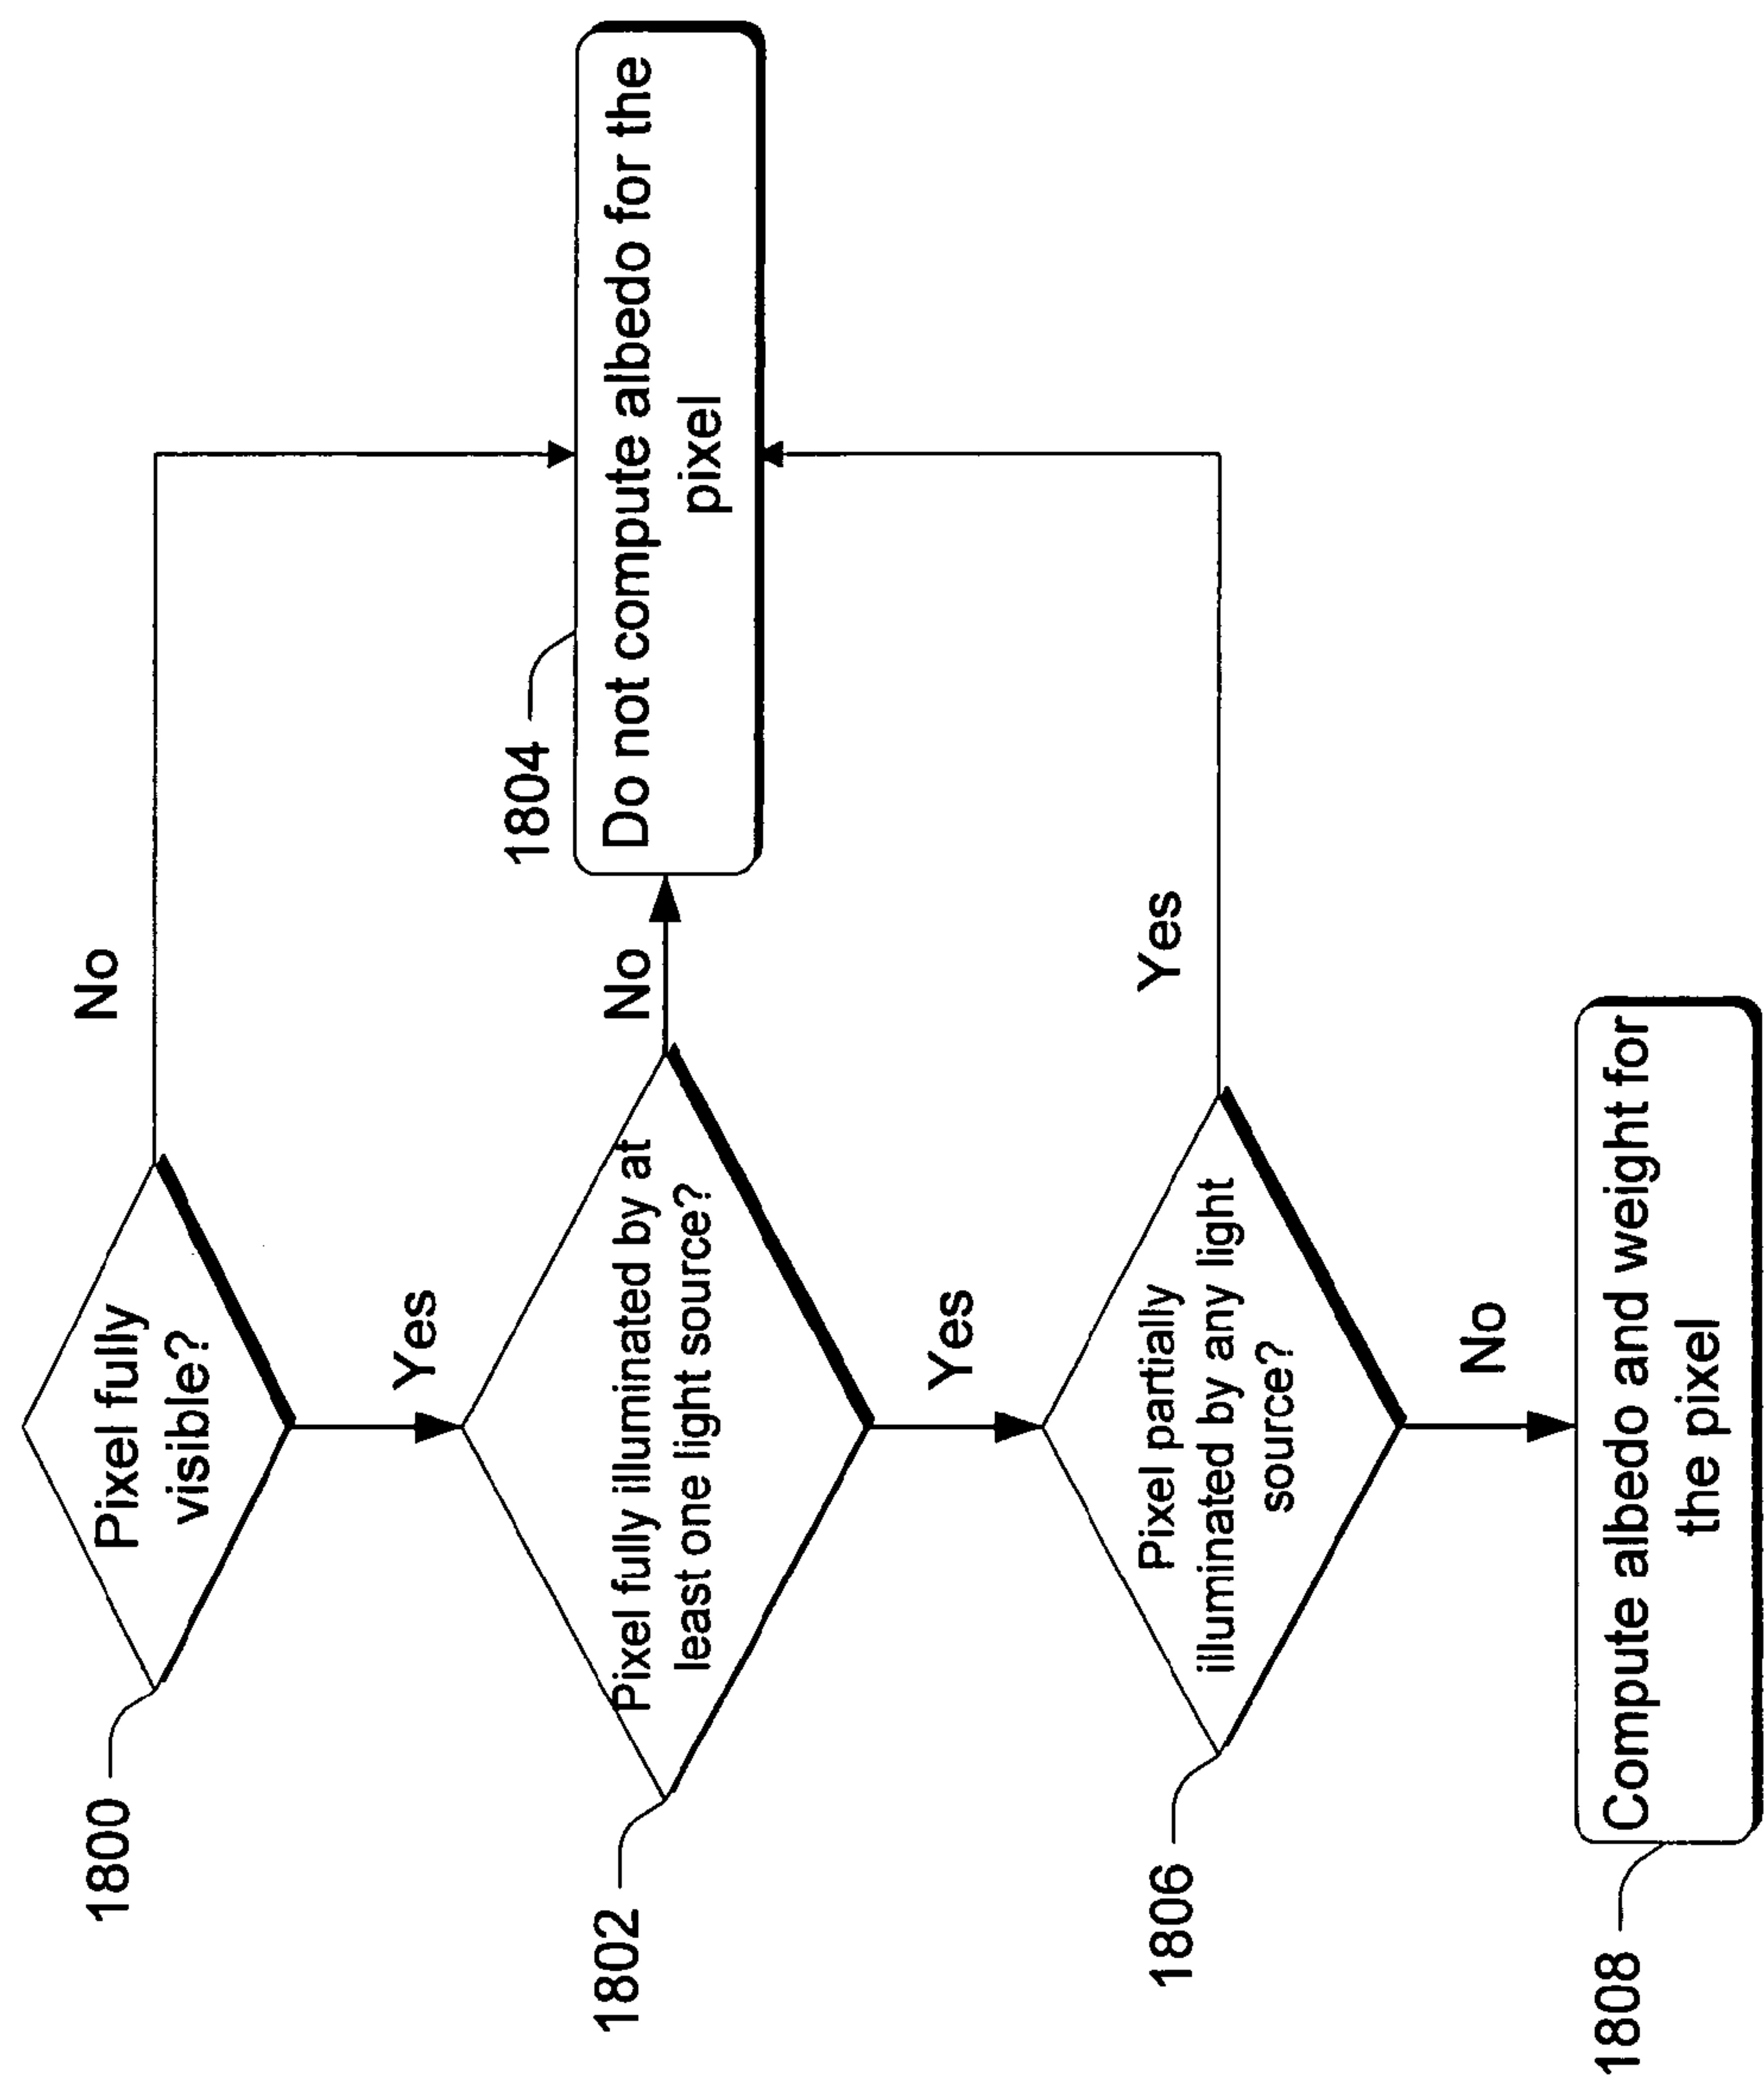 1800
Pixel fully
visible?
No
Yes
1802
Pixel fully illuminated by at
least one light source?
No
1804
Do not compute albedo for the
pixel
Yes
1806
Pixel partially
illuminated by any light
source?
Yes
No
1808
Compute albedo and weight for
the pixel